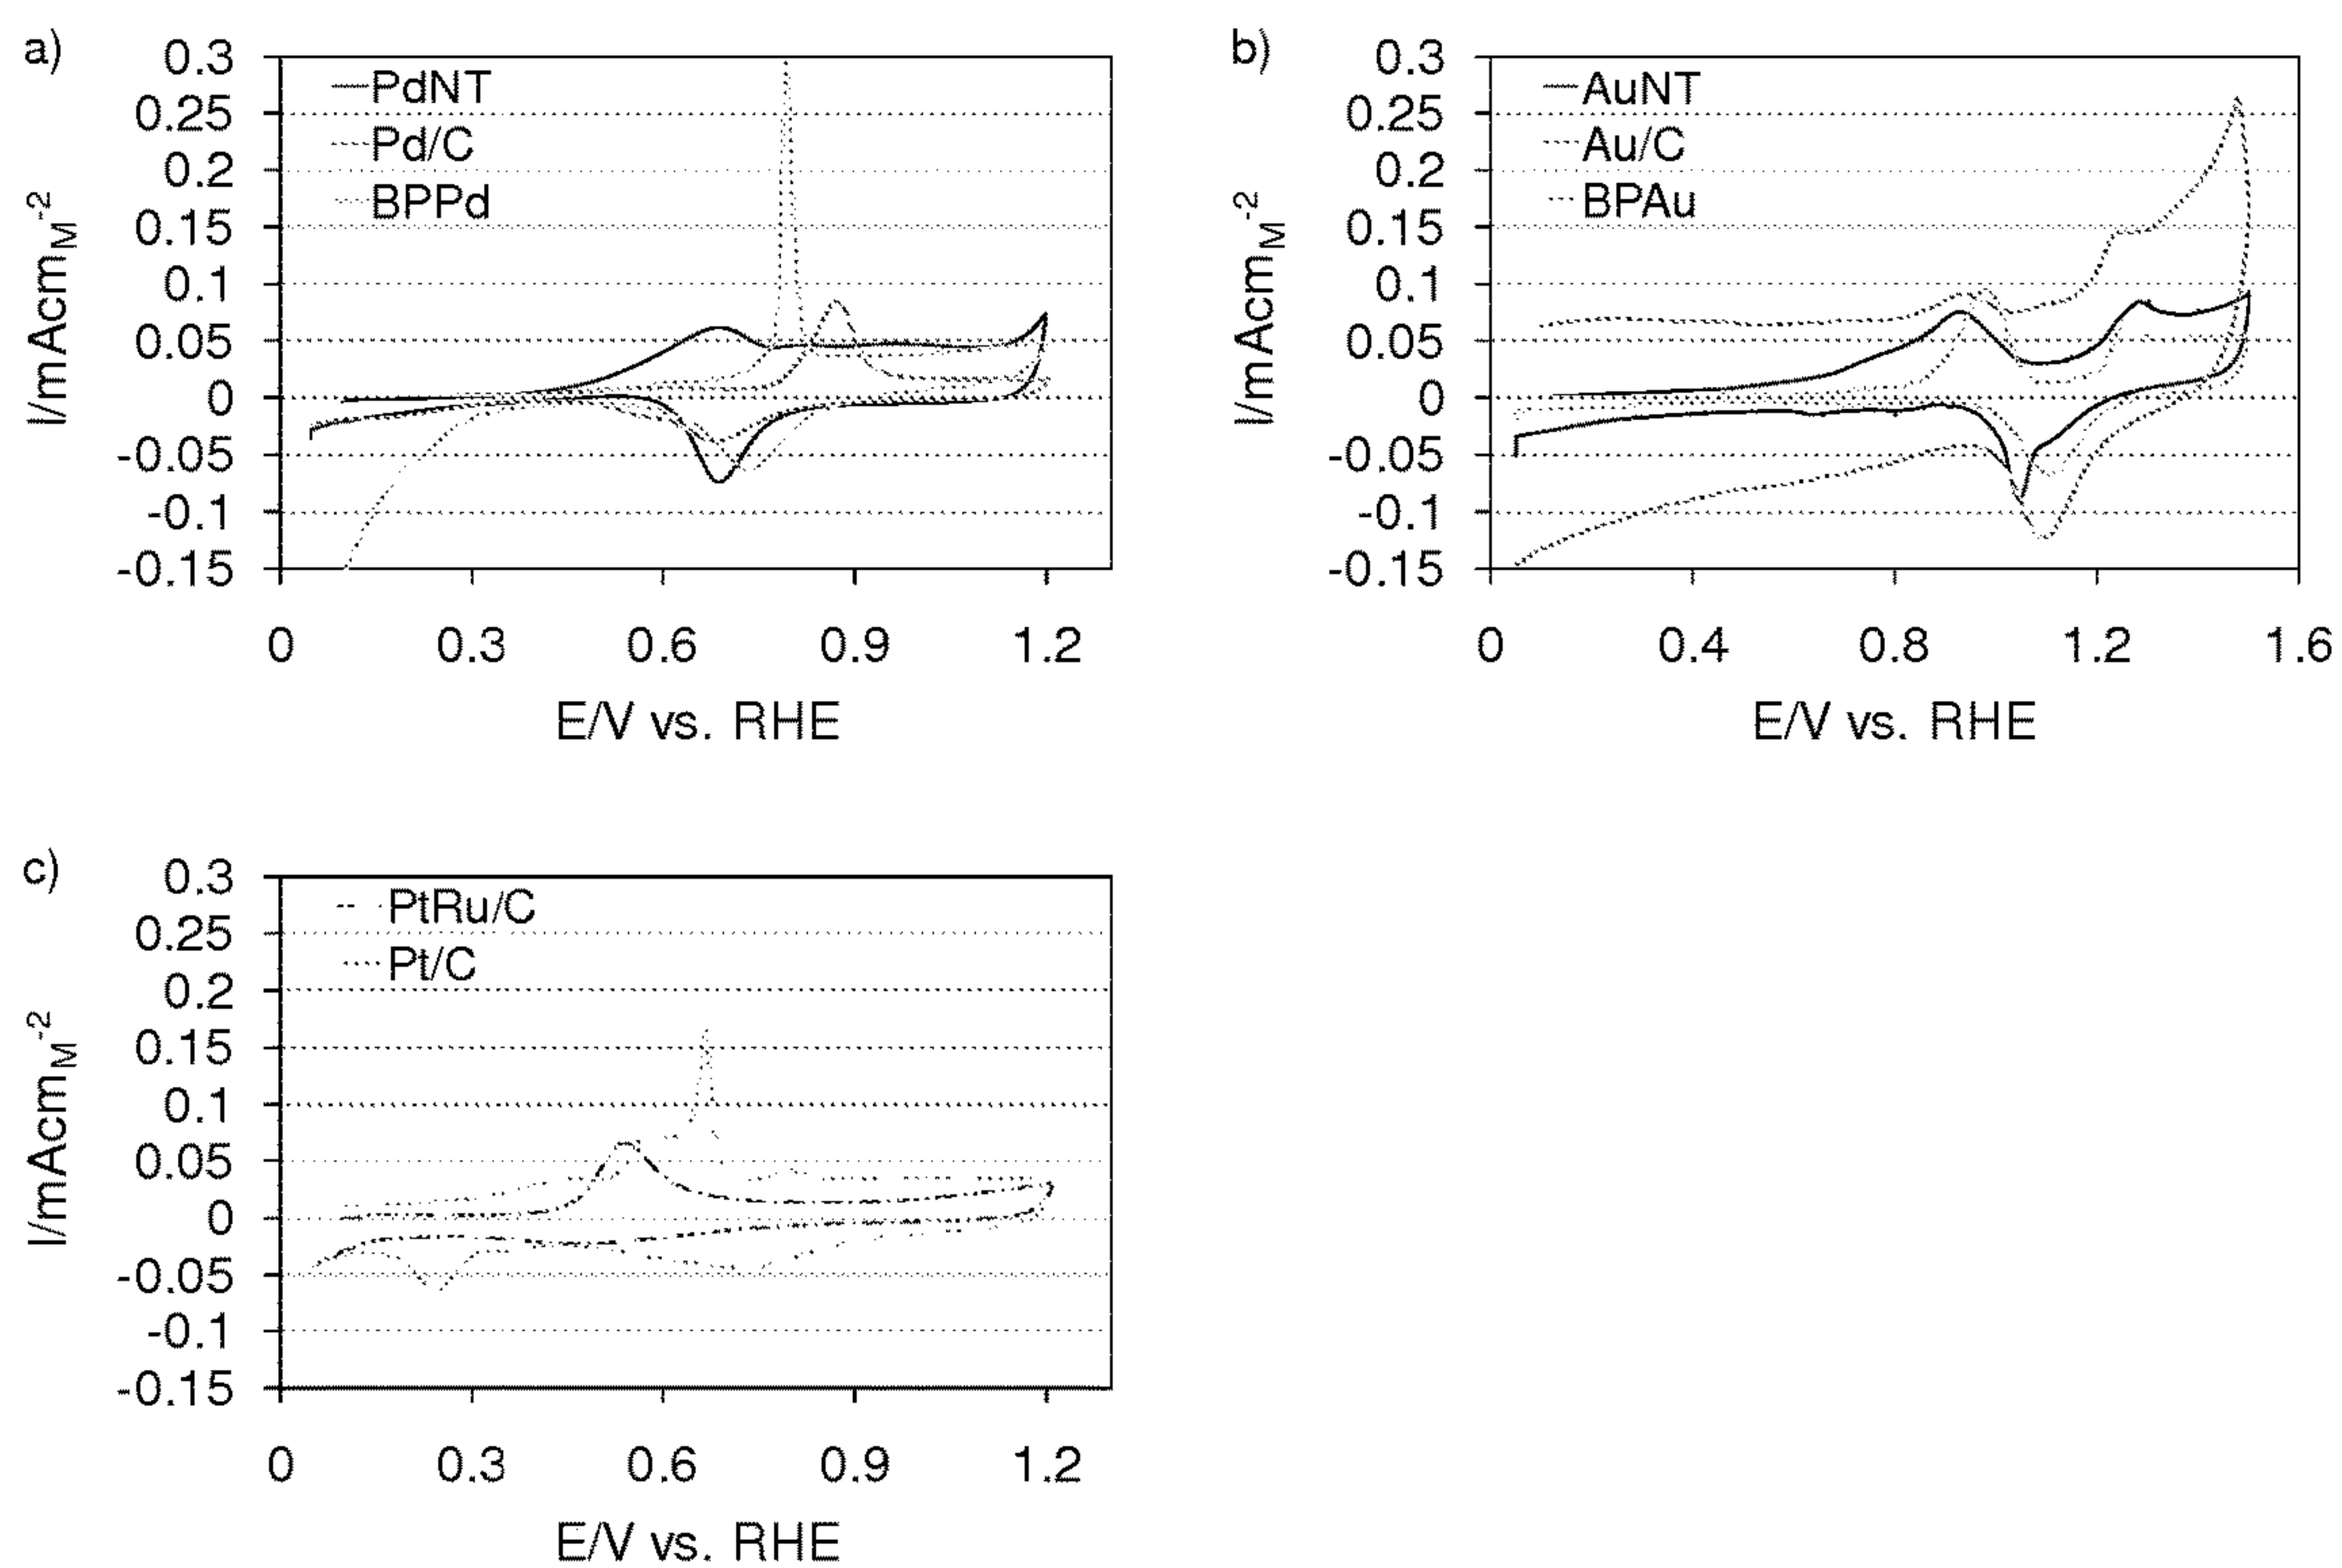 a)
I/mAcm_M^-2
0.3
0.25
0.2
0.15
0.1
0.05
0
-0.05
-0.1
-0.15
PdNT
Pd/C
BPPd
0 0.3 0.6 0.9 1.2
E/V vs. RHE
b)
I/mAcm_M^-2
0.3
0.25
0.2
0.15
0.1
0.05
0
-0.05
-0.1
-0.15
AuNT
Au/C
BPAu
0 0.4 0.8 1.2 1.6
E/V vs. RHE
c)
I/mAcm_M^-2
0.3
0.25
0.2
0.15
0.1
0.05
0
-0.05
-0.1
-0.15
PtRu/C
Pt/C
0 0.3 0.6 0.9 1.2
E/V vs. RHE